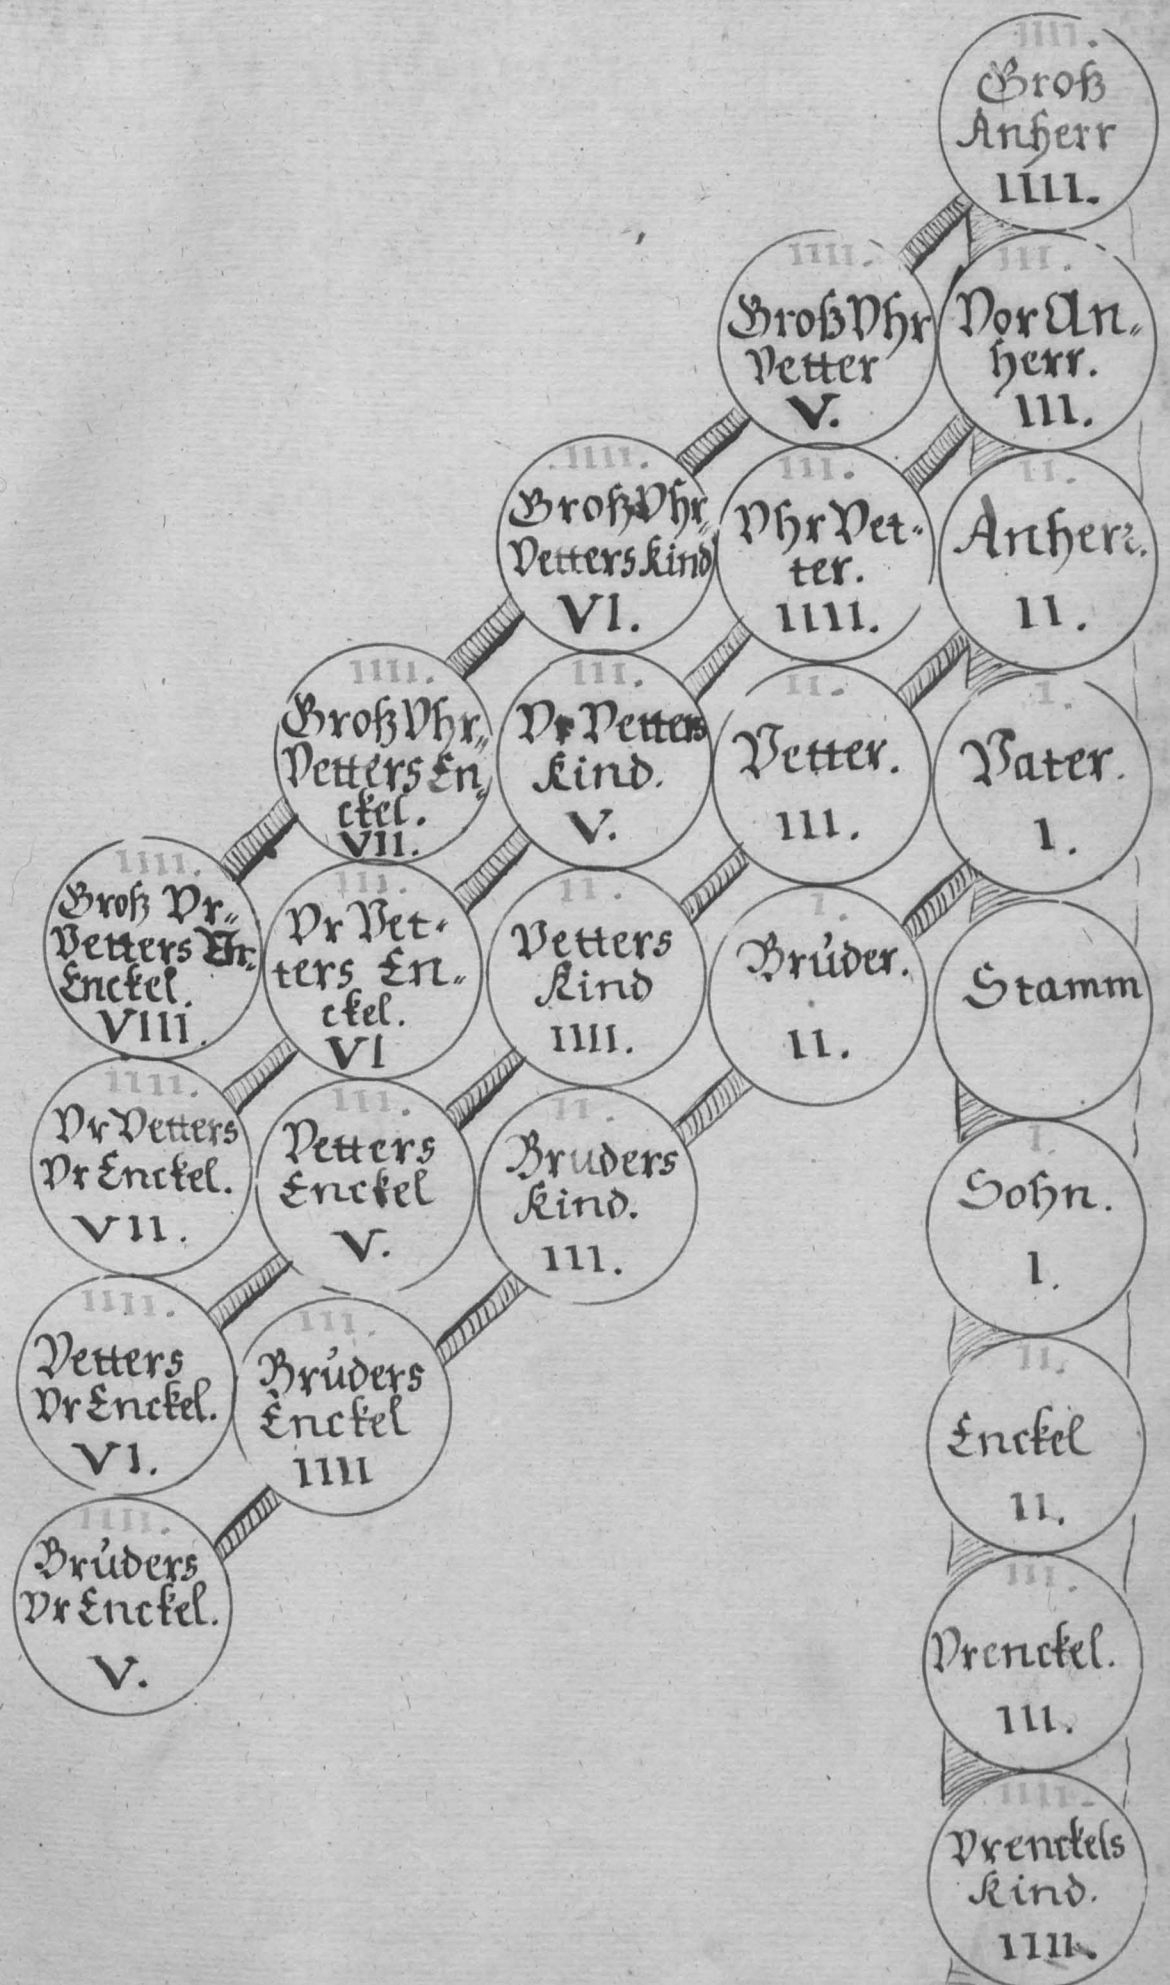 IIII.
Groß
Anherr
IIII.
IIII.
Groß Vhr
Vetter
V.
III.
Vor An„
herr.
III.
.IIII.
Groß Vhr„
Vetters kind
VI.
III.
Vhr Vet„
ter.
IIII.
II.
Anherr.
II.
IIII.
Groß Vhr„
Vetters En„
ckel.
VII.
III.
Vr Vetters
kind.
V.
II.
Vetter.
III.
I.
Vater.
I.
IIII.
Groß Vr„
Vetters Vr„
Enckel.
VIII.
III.
Vr Vet„
ters En„
ckel.
VI
II.
Vetters
Kind
IIII.
I.
Brůder.
II.
Stamm
IIII.
Vr Vetters
Vr Enckel.
VII.
III.
Vetters
Enckel
V.
II.
Bruders
kind.
III.
I.
Sohn.
I.
IIII.
Vetters
Vr Enckel.
VI.
III.
Brůders
Enckel
IIII
II.
Enckel
II.
IIII.
Brůders
Vr Enckel.
V.
III.
Vrenckel.
III.
IIII.
Vrenckels
kind.
IIII.